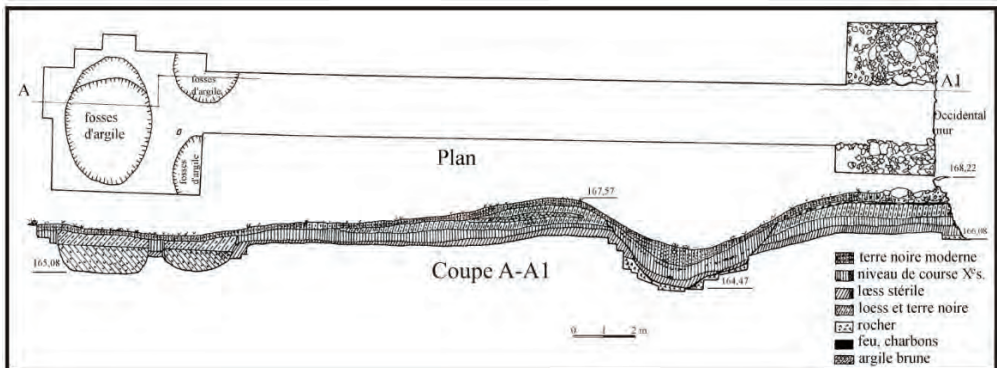 A
fosses
d'argile
fosses
d'argile
fosses
d'argile
Plan
A1
Occidental
mur
168,22
167,57
166,08
165,08
164,47
Coupe A-A1
0 1 2 m
terre noire moderne
niveau de course Xᵉs.
lœss stérile
loess et terre noire
rocher
feu, charbons
argile brune